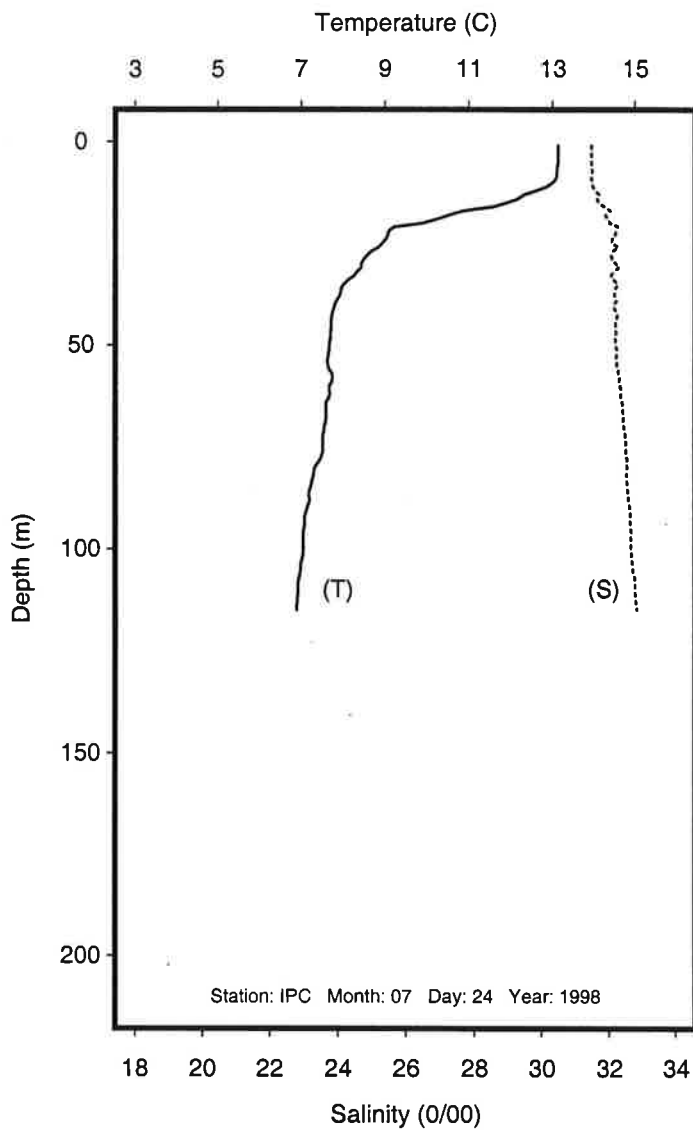 Temperature (C)
3 5 7 9 11 13 15
0
50
100
150
200
Depth (m)
(T) (S)
Station: IPC Month: 07 Day: 24 Year: 1998
18 20 22 24 26 28 30 32 34
Salinity (0/00)